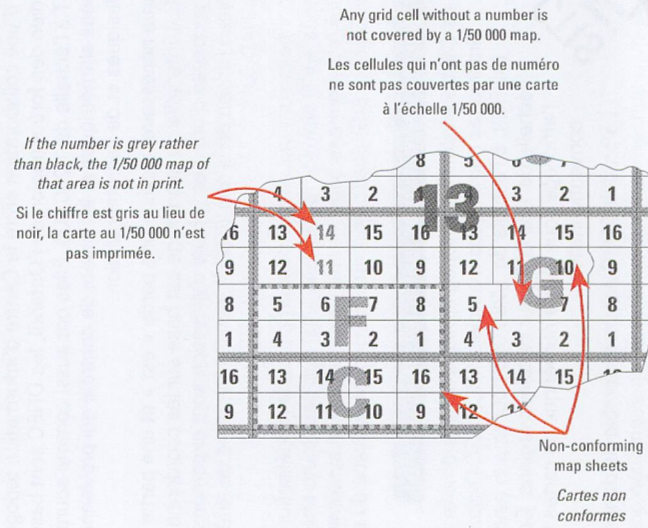 Any grid cell without a number is
not covered by a 1/50 000 map.
Les cellules qui n'ont pas de numéro
ne sont pas couvertes par une carte
à l'échelle 1/50 000.
If the number is grey rather
than black, the 1/50 000 map of
that area is not in print.
Si le chiffre est gris au lieu de
noir, la carte au 1/50 000 n'est
pas imprimée.
8 5
4 3 2 13 3 2 1
16 13 14 15 16 13 14 15 16
9 12 11 10 9 12 11 10 9
8 5 6 7 8 5 7 8
F G
1 4 3 2 1 4 3 2 1
16 13 14 15 16 13 14 15
C
9 12 11 10 9 12
Non-conforming
map sheets
Cartes non
conformes